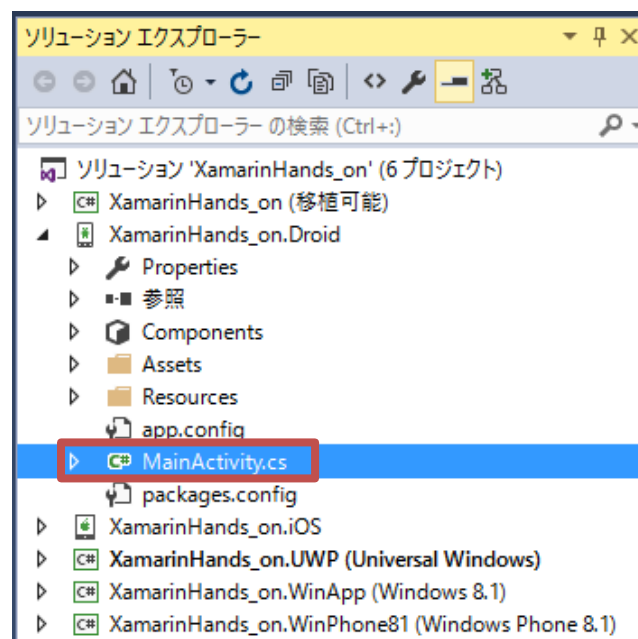 ソリューション エクスプローラー
ソリューション エクスプローラー の検索 (Ctrl+:)
ソリューション 'XamarinHands_on' (6 プロジェクト)
C# XamarinHands_on (移植可能)
XamarinHands_on.Droid
Properties
参照
Components
Assets
Resources
app.config
C# MainActivity.cs
packages.config
XamarinHands_on.iOS
C# XamarinHands_on.UWP (Universal Windows)
C# XamarinHands_on.WinApp (Windows 8.1)
C# XamarinHands_on.WinPhone81 (Windows Phone 8.1)